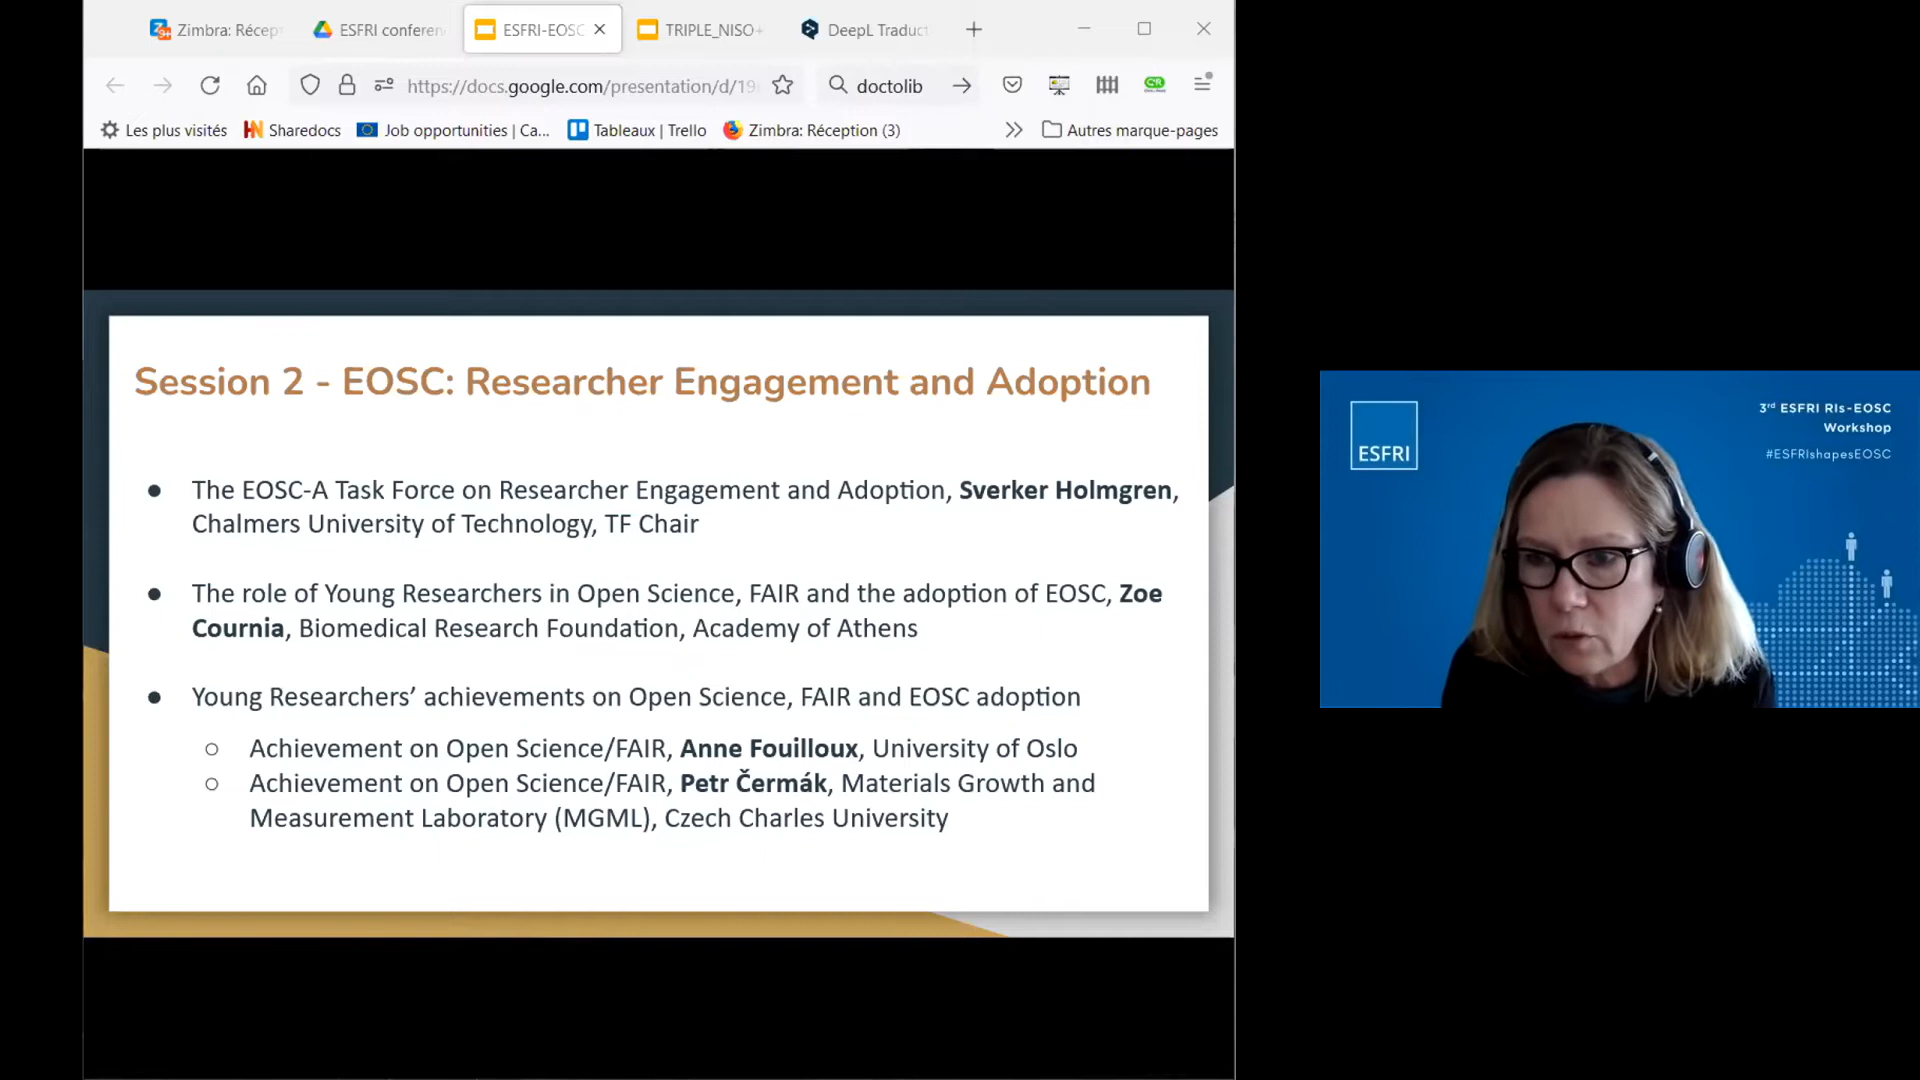 Zimbra: Récep
ESFRI conferen
ESFRI-EOSC
TRIPLE_NISO+
DeepL Traduct
https://docs.google.com/presentation/d/19
doctolib
Les plus visités
Sharedocs
Job opportunities | Ca...
Tableaux | Trello
Zimbra: Réception (3)
Autres marque-pages
Session 2 - EOSC: Researcher Engagement and Adoption
● The EOSC-A Task Force on Researcher Engagement and Adoption, Sverker Holmgren,
Chalmers University of Technology, TF Chair
● The role of Young Researchers in Open Science, FAIR and the adoption of EOSC, Zoe
Cournia, Biomedical Research Foundation, Academy of Athens
● Young Researchers’ achievements on Open Science, FAIR and EOSC adoption
○ Achievement on Open Science/FAIR, Anne Fouilloux, University of Oslo
○ Achievement on Open Science/FAIR, Petr Čermák, Materials Growth and
Measurement Laboratory (MGML), Czech Charles University
ESFRI
3rd ESFRI RIs-EOSC
Workshop
#ESFRIshapesEOSC